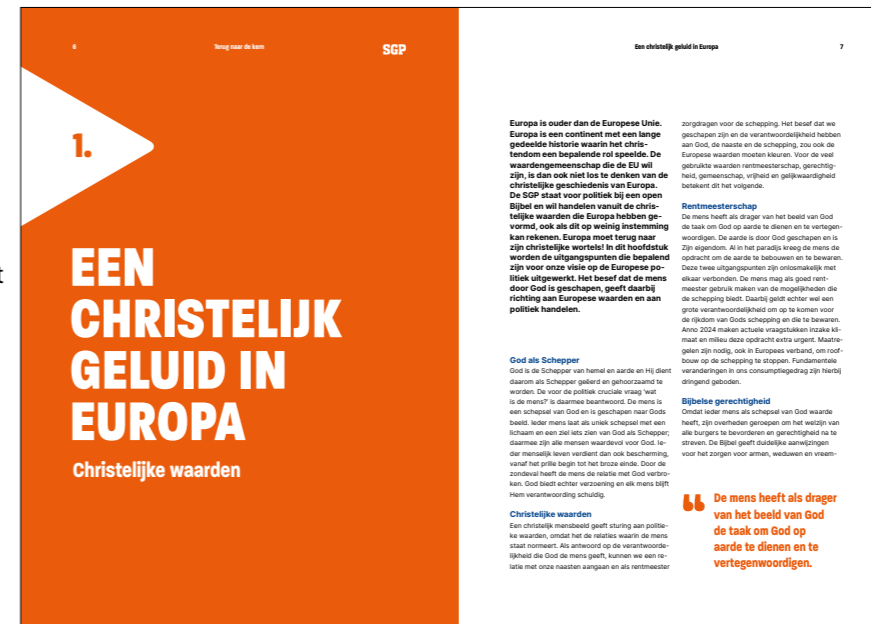 t
6
Terug naar de kern
SGP
1.
EEN
CHRISTELIJK
GELUID IN
EUROPA
Christelijke waarden
Een christelijk geluid in Europa
7
Europa is ouder dan de Europese Unie.
Europa is een continent met een lange
gedeelde historie waarin het chris-
tendom een bepalende rol speelde. De
waardengemeenschap die de EU wil
zijn, is dan ook niet los te denken van de
christelijke geschiedenis van Europa.
De SGP staat voor politiek bij een open
Bijbel en wil handelen vanuit de chris-
telijke waarden die Europa hebben ge-
vormd, ook als dit op weinig instemming
kan rekenen. Europa moet terug naar
zijn christelijke wortels! In dit hoofdstuk
worden de uitgangspunten die bepalend
zijn voor onze visie op de Europese po-
litiek uitgewerkt. Het besef dat de mens
door God is geschapen, geeft daarbij
richting aan Europese waarden en aan
politiek handelen.
God als Schepper
God is de Schepper van hemel en aarde en Hij dient
daarom als Schepper geëerd en gehoorzaamd te
worden. De voor de politiek cruciale vraag 'wat
is de mens?' is daarmee beantwoord. De mens is
een schepsel van God en is geschapen naar Gods
beeld. Ieder mens laat als uniek schepsel met een
lichaam en een ziel iets zien van God als Schepper;
daarmee zijn alle mensen waardevol voor God. Ie-
der menselijk leven verdient dan ook bescherming,
vanaf het prille begin tot het broze einde. Door de
zondeval heeft de mens de relatie met God verbro-
ken. God biedt echter verzoening en elk mens blijft
Hem verantwoording schuldig.
Christelijke waarden
Een christelijk mensbeeld geeft sturing aan politie-
ke waarden, omdat het de relaties waarin de mens
staat normeert. Als antwoord op de verantwoorde-
lijkheid die God de mens geeft, kunnen we een re-
latie met onze naasten aangaan en als rentmeester
zorgdragen voor de schepping. Het besef dat we
geschapen zijn en de verantwoordelijkheid hebben
aan God, de naaste en de schepping, zou ook de
Europese waarden moeten kleuren. Voor de veel
gebruikte waarden rentmeesterschap, gerechtig-
heid, gemeenschap, vrijheid en gelijkwaardigheid
betekent dit het volgende.
Rentmeesterschap
De mens heeft als drager van het beeld van God
de taak om God op aarde te dienen en te vertegen-
woordigen. De aarde is door God geschapen en is
Zijn eigendom. Al in het paradijs kreeg de mens de
opdracht om de aarde te bebouwen en te bewaren.
Deze twee uitgangspunten zijn onlosmakelijk met
elkaar verbonden. De mens mag als goed rent-
meester gebruik maken van de mogelijkheden die
de schepping biedt. Daarbij geldt echter wel een
grote verantwoordelijkheid om op te komen voor
de rijkdom van Gods schepping en die te bewaren.
Anno 2024 maken actuele vraagstukken inzake kli-
maat en milieu deze opdracht extra urgent. Maatre-
gelen zijn nodig, ook in Europees verband, om roof-
bouw op de schepping te stoppen. Fundamentele
veranderingen in ons consumptiegedrag zijn hierbij
dringend geboden.
Bijbelse gerechtigheid
Omdat ieder mens als schepsel van God waarde
heeft, zijn overheden geroepen om het welzijn van
alle burgers te bevorderen en gerechtigheid na te
streven. De Bijbel geeft duidelijke aanwijzingen
voor het zorgen voor armen, weduwen en vreem-
“ De mens heeft als drager
van het beeld van God
de taak om God op
aarde te dienen en te
vertegenwoordigen.